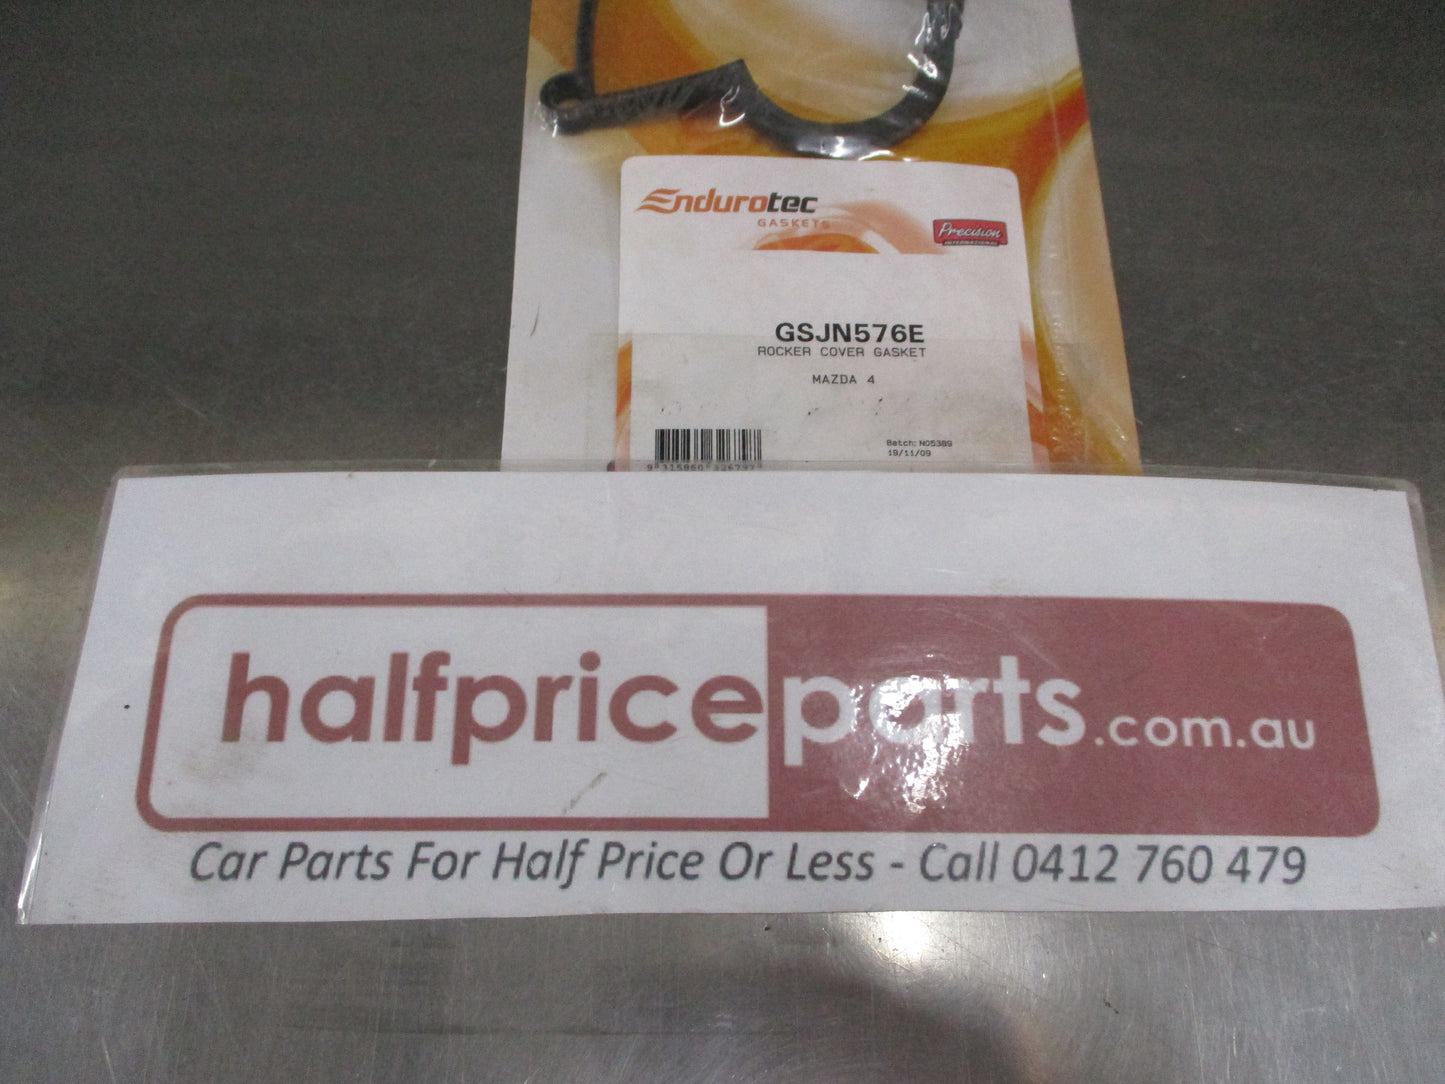 Endurotec
GASKETS
Precision
INTERNATIONAL
GSJN576E
ROCKER COVER GASKET
MAZDA 4
Batch: N05389
19/11/09
halfpriceparts.com.au
Car Parts For Half Price Or Less - Call 0412 760 479